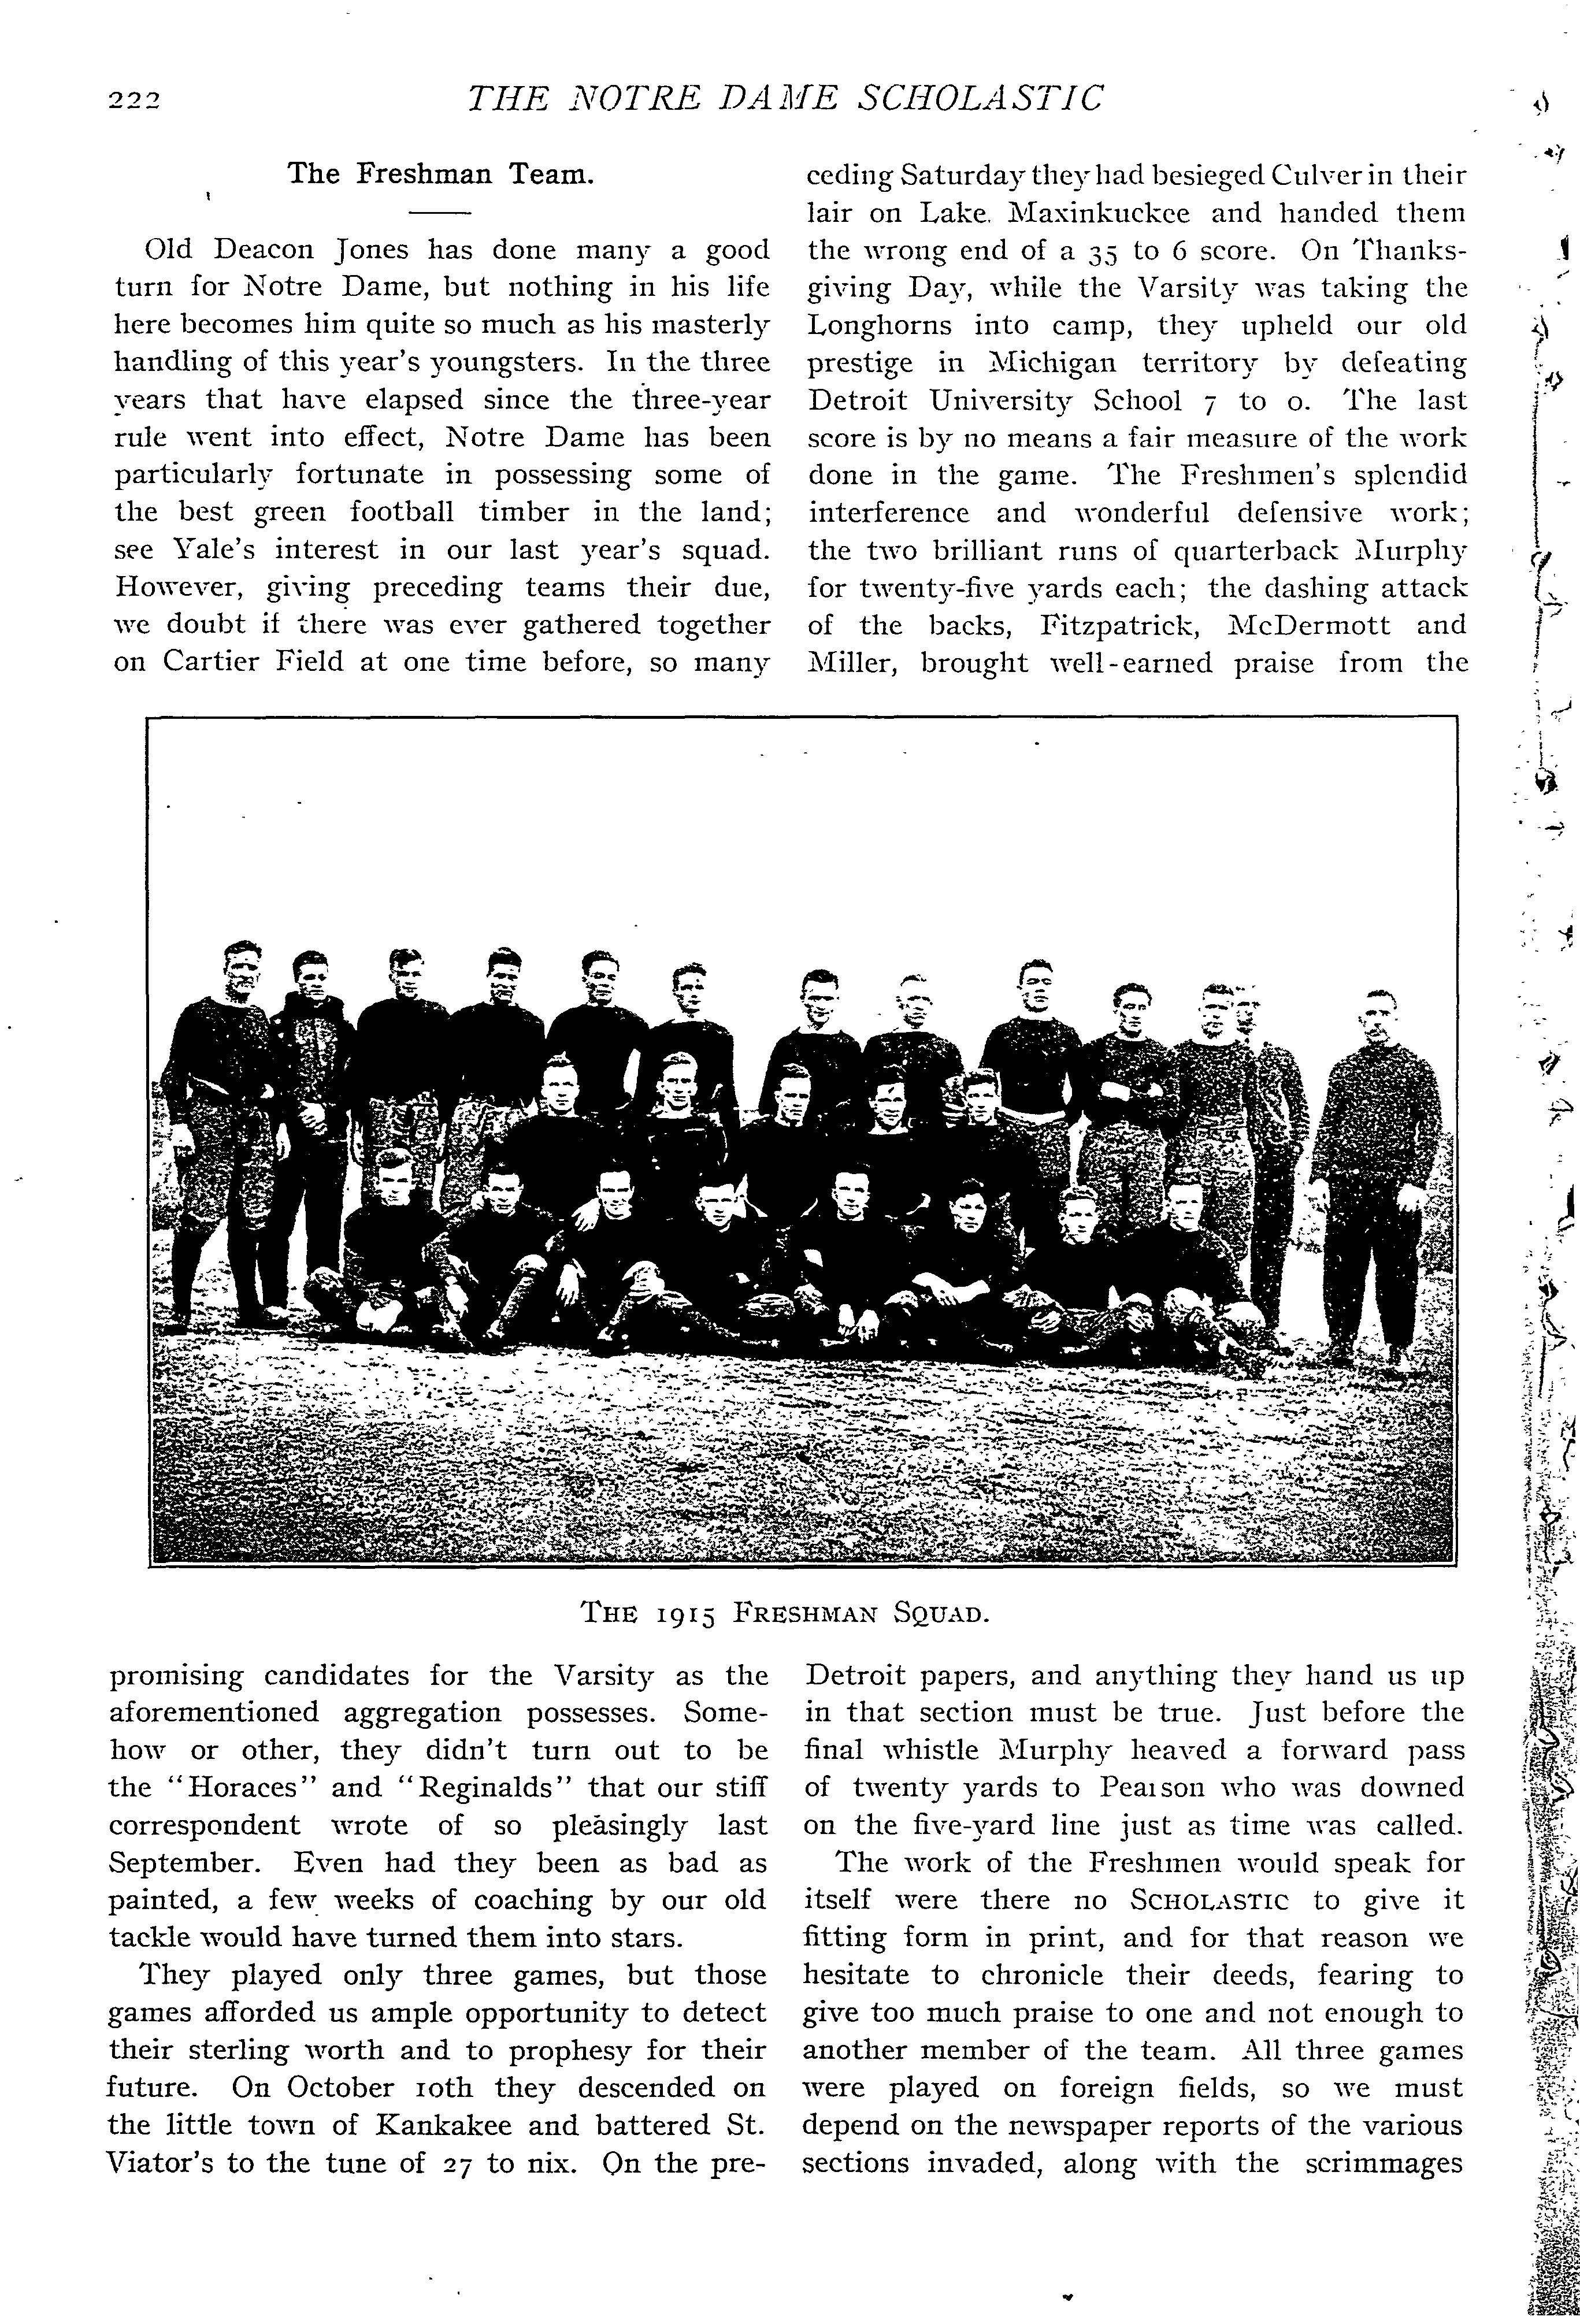 222
THE NOTRE DAME SCHOLASTIC
The Freshman Team.
Old Deacon Jones has done many a good
turn for Notre Dame, but nothing in his life
here becomes him quite so much as his masterly
handling of this year's youngsters. In the three
years that have elapsed since the three-year
rule went into effect, Notre Dame has been
particularly fortunate in possessing some of
the best green football timber in the land;
see Yale's interest in our last year's squad.
However, giving preceding teams their due,
we doubt if there was ever gathered together
on Cartier Field at one time before, so many
promising candidates for the Varsity as the
aforementioned aggregation possesses. Some-
how or other, they didn't turn out to be
the "Horaces" and "Reginalds" that our stiff
correspondent wrote of so pleasingly last
September. Even had they been as bad as
painted, a few weeks of coaching by our old
tackle would have turned them into stars.
They played only three games, but those
games afforded us ample opportunity to detect
their sterling worth and to prophesy for their
future. On October 10th they descended on
the little town of Kankakee and battered St.
Viator's to the tune of 27 to nix. On the pre-
ceding Saturday they had besieged Culver in their
lair on Lake Maxinkuckee and handed them
the wrong end of a 35 to 6 score. On Thanks-
giving Day, while the Varsity was taking the
Longhorns into camp, they upheld our old
prestige in Michigan territory by defeating
Detroit University School 7 to 0. The last
score is by no means a fair measure of the work
done in the game. The Freshmen's splendid
interference and wonderful defensive work;
the two brilliant runs of quarterback Murphy
for twenty-five yards each; the dashing attack
of the backs, Fitzpatrick, McDermott and
Miller, brought well-earned praise from the
THE 1915 FRESHMAN SQUAD.
Detroit papers, and anything they hand us up
in that section must be true. Just before the
final whistle Murphy heaved a forward pass
of twenty yards to Pearson who was downed
on the five-yard line just as time was called.
The work of the Freshmen would speak for
itself were there no SCHOLASTIC to give it
fitting form in print, and for that reason we
hesitate to chronicle their deeds, fearing to
give too much praise to one and not enough to
another member of the team. All three games
were played on foreign fields, so we must
depend on the newspaper reports of the various
sections invaded, along with the scrimmages